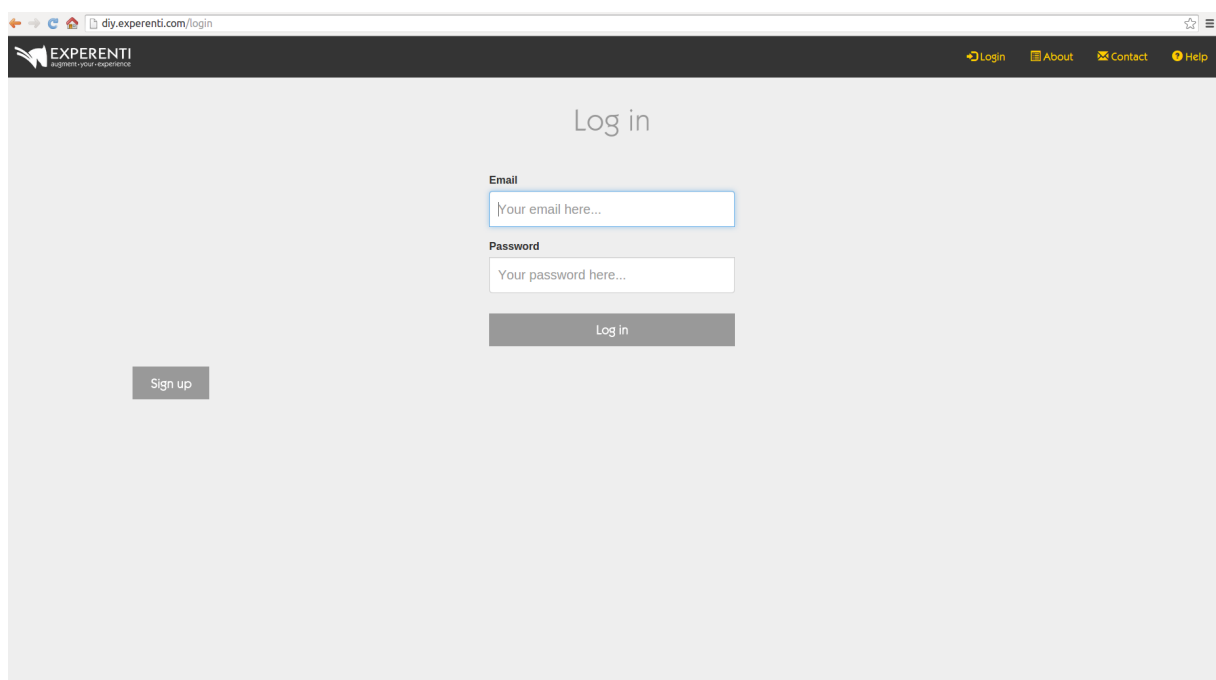 diy.experenti.com/login
EXPERENTI
augment-your-experience
Login About Contact Help
Log in
Email
Your email here...
Password
Your password here...
Log in
Sign up